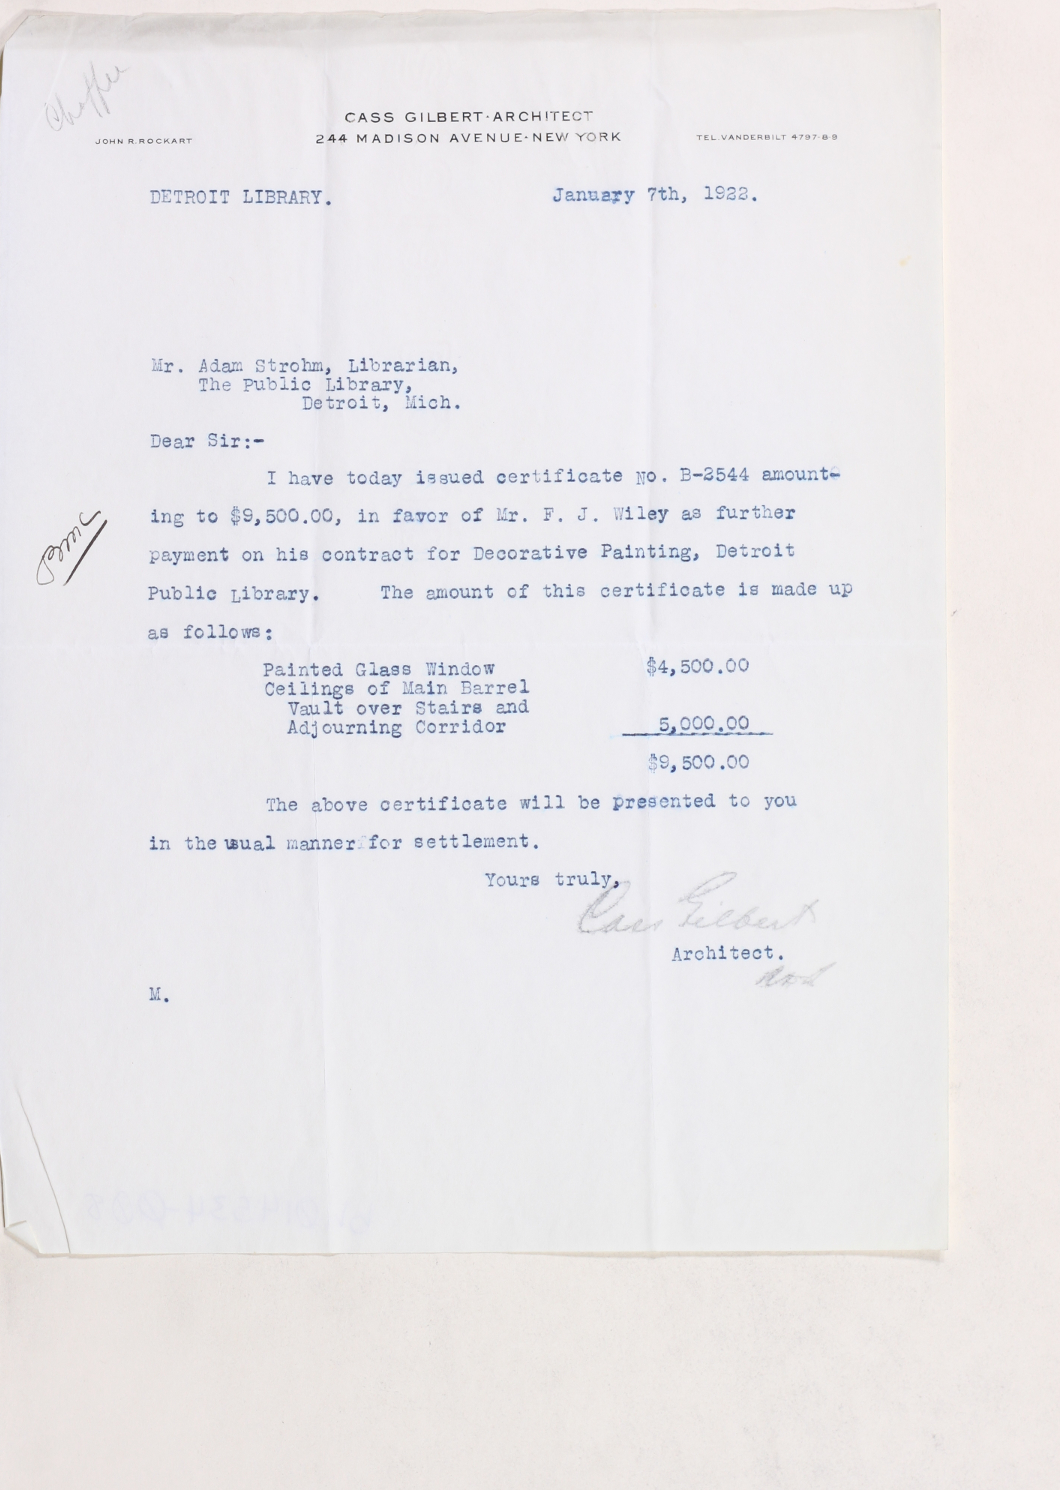 Chaffee
CASS GILBERT·ARCHITECT
244 MADISON AVENUE·NEW YORK
JOHN R. ROCKART
TEL. VANDERBILT 4797-8-9
DETROIT LIBRARY.
January 7th, 1922.
Mr. Adam Strohm, Librarian,
The Public Library,
Detroit, Mich.
Dear Sir:-
I have today issued certificate No. B-2544 amount-
ing to $9,500.00, in favor of Mr. F. J. Wiley as further
payment on his contract for Decorative Painting, Detroit
Public Library. The amount of this certificate is made up
as follows:
Painted Glass Window $4,500.00
Ceilings of Main Barrel
Vault over Stairs and
Adjourning Corridor 5,000.00
$9,500.00
The above certificate will be presented to you
in the usual manner for settlement.
Yours truly,
Cass Gilbert
Architect.
M.